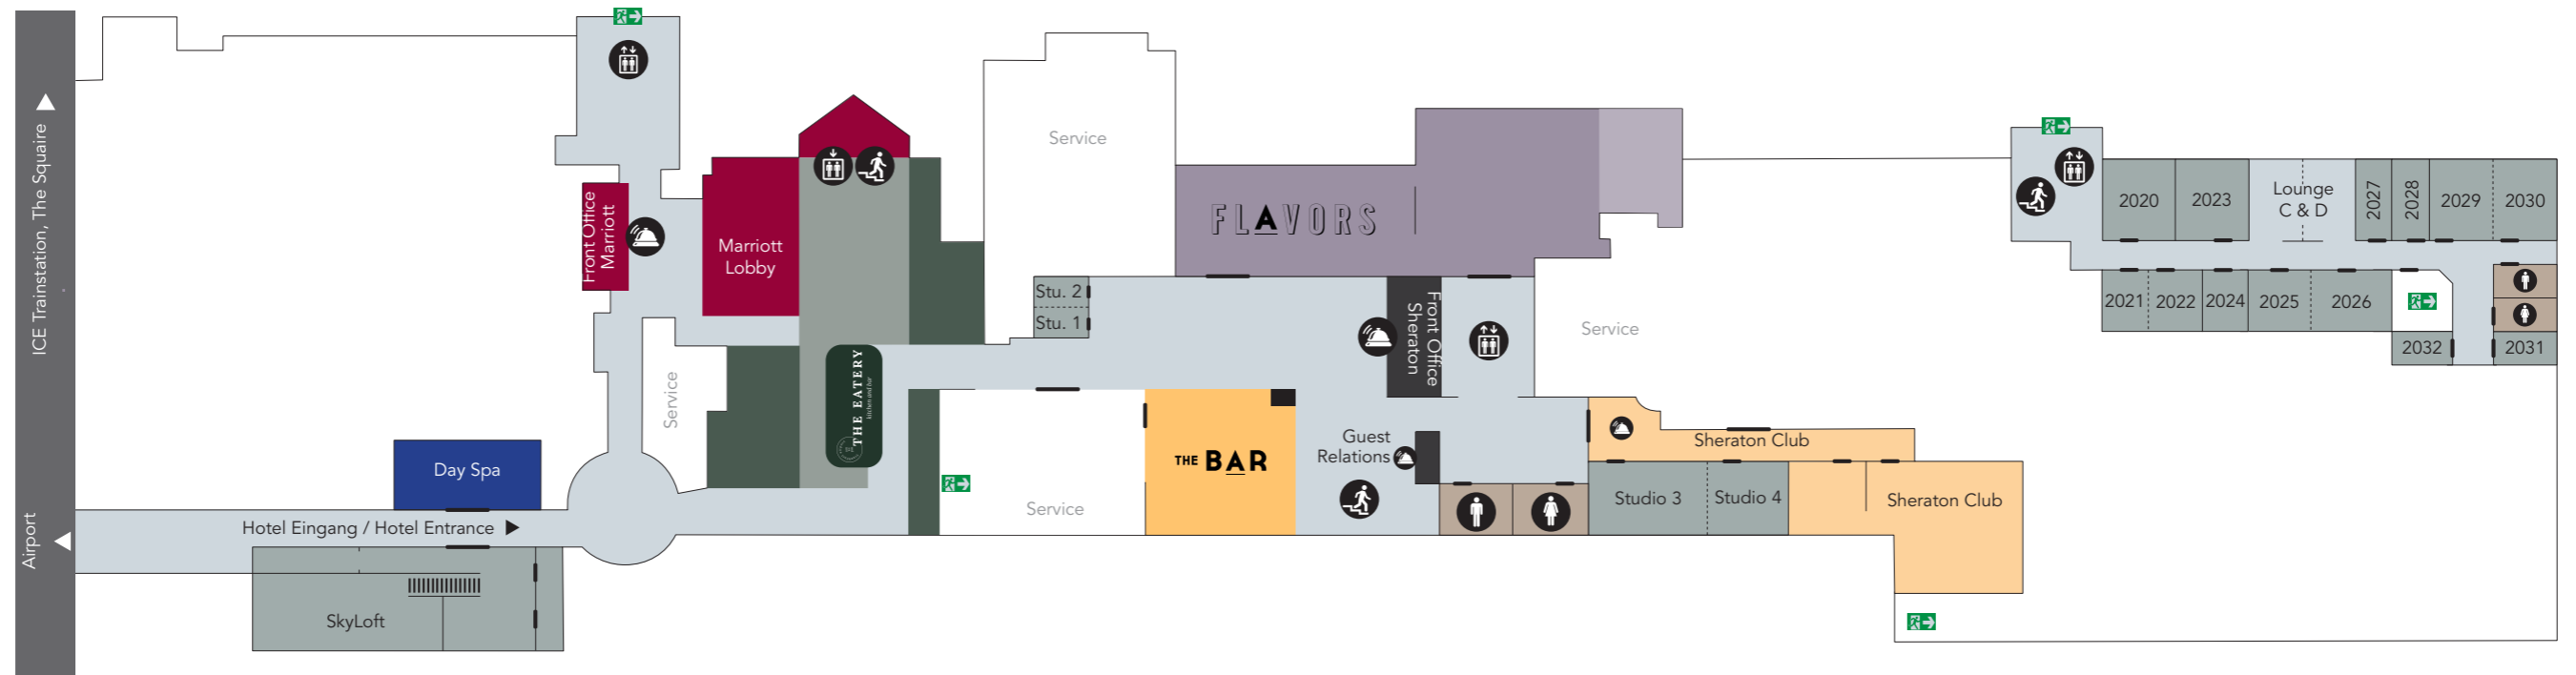 ICE Trainstation, The Squaire
Airport
Hotel Eingang / Hotel Entrance
Day Spa
SkyLoft
Front Office
Marriott
Marriott
Lobby
Service
THE EATERY
kitchen and bar
Service
Stu. 2
Stu. 1
Service
THE BAR
FLAVORS
Front Office
Sheraton
Guest
Relations
Service
Sheraton Club
Studio 3
Studio 4
Sheraton Club
2020
2023
Lounge
C & D
2027
2028
2029
2030
2021
2022
2024
2025
2026
2032
2031